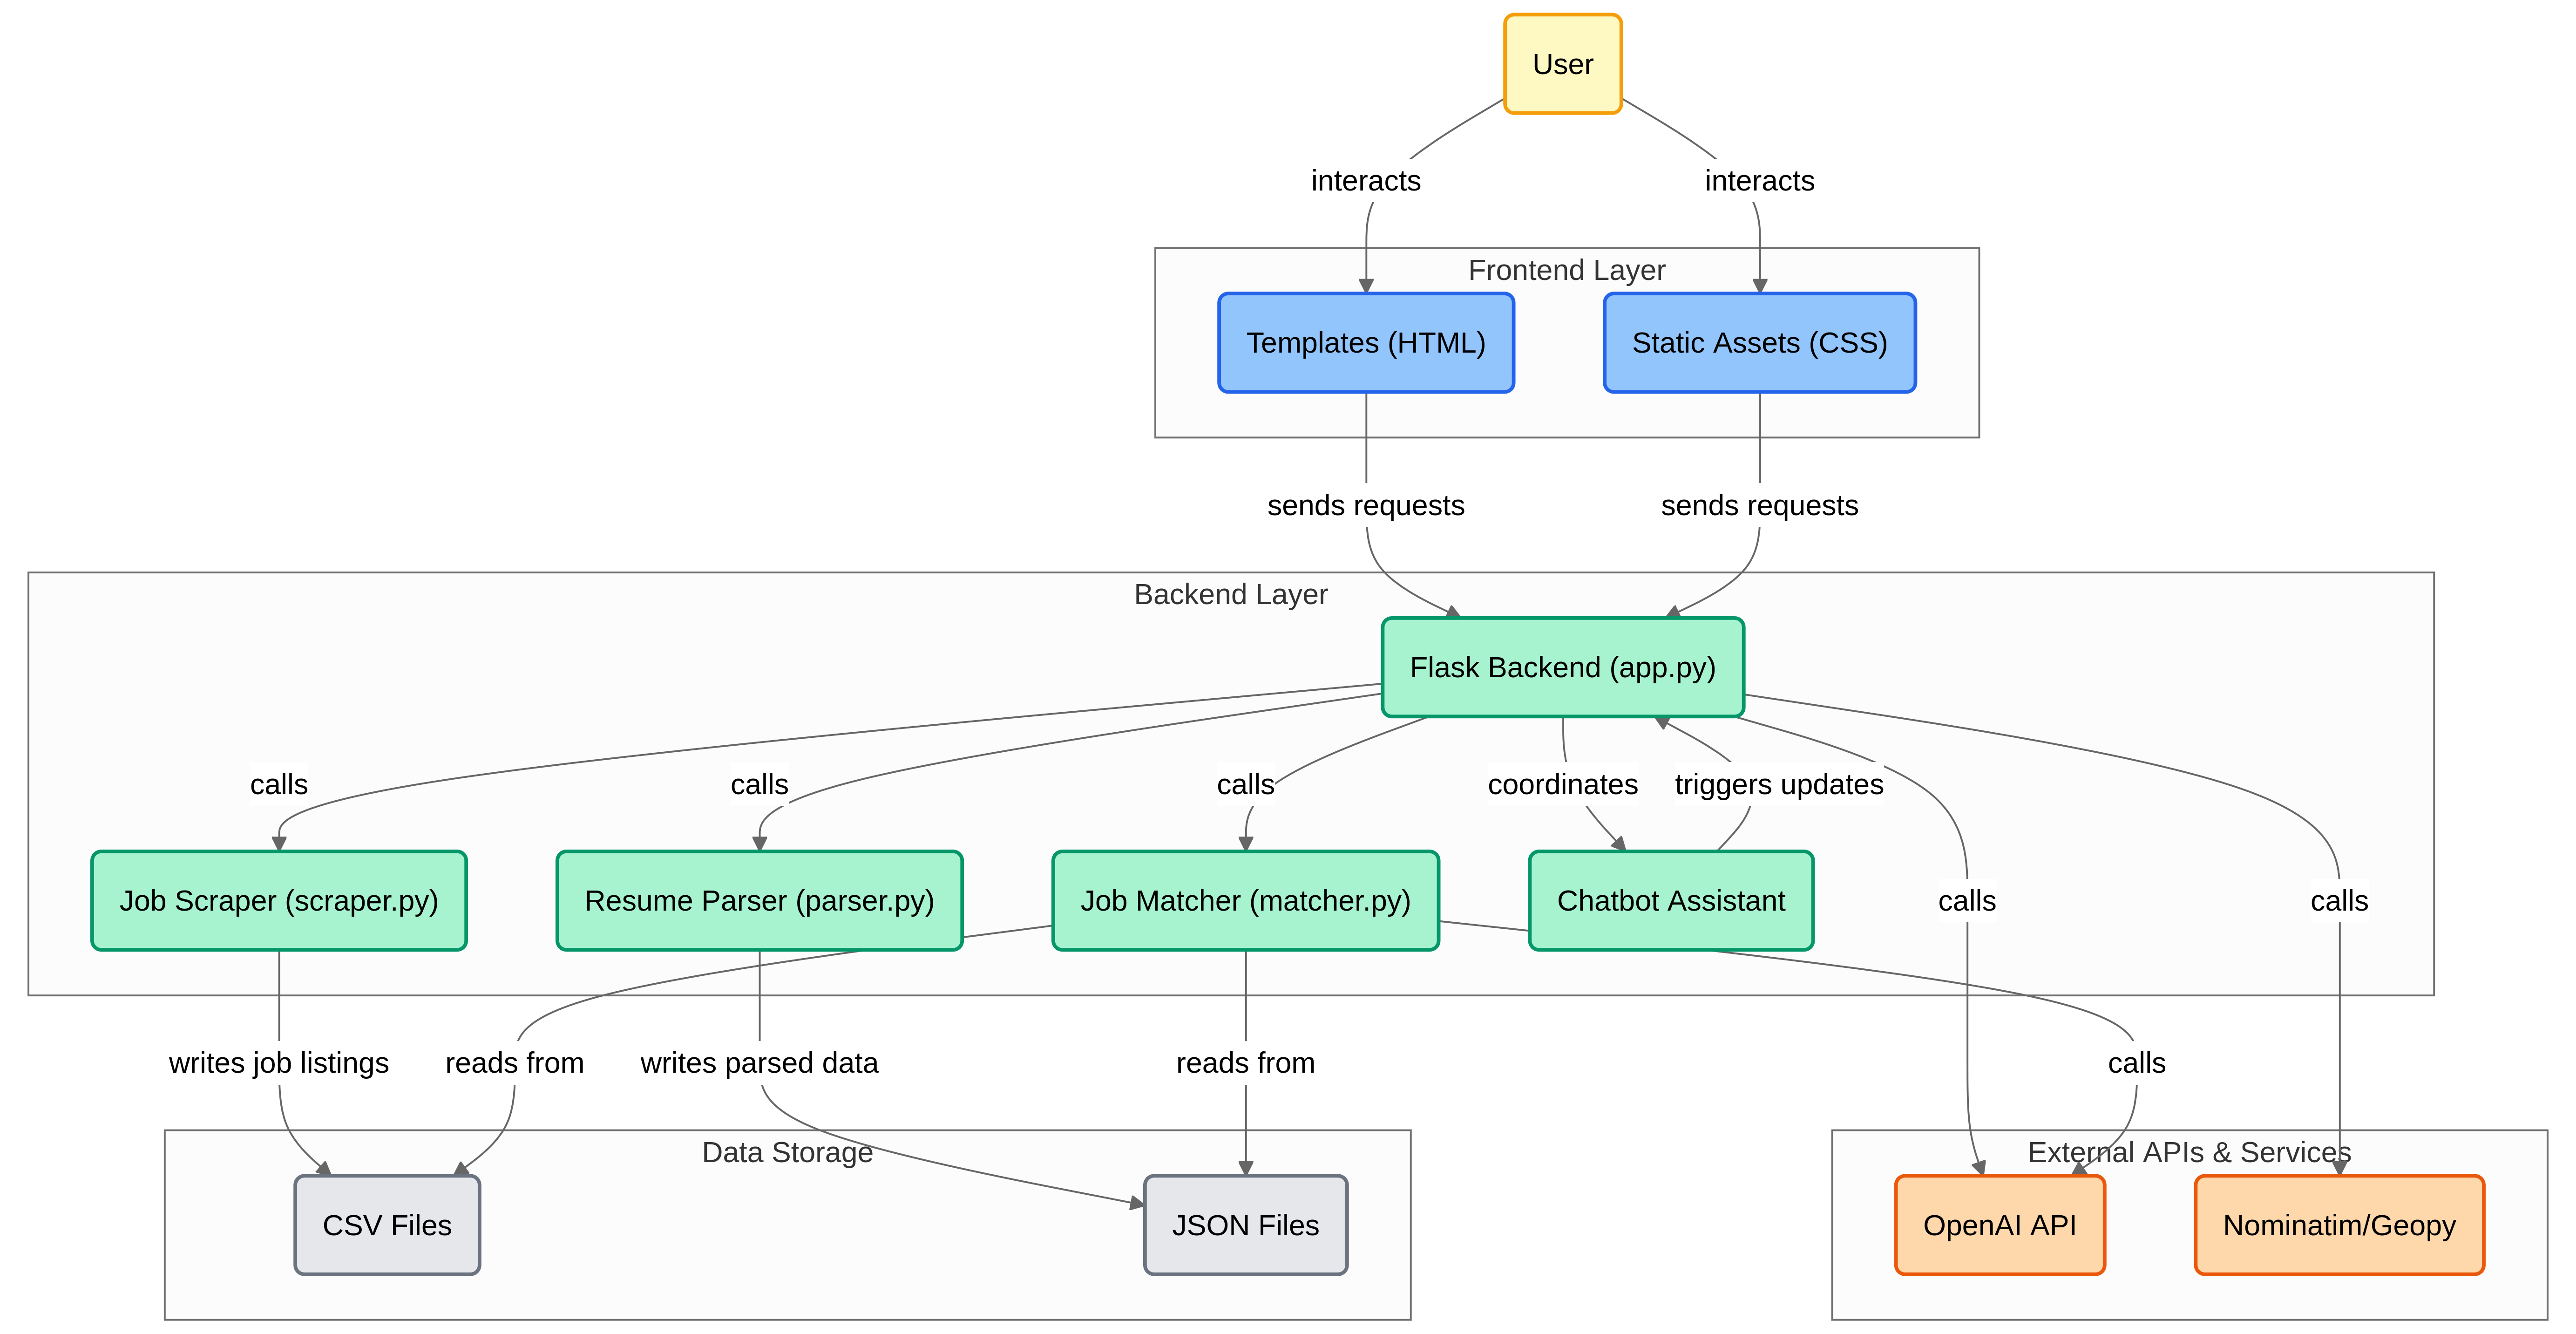 User
interacts
interacts
Frontend Layer
Templates (HTML)
Static Assets (CSS)
sends requests
sends requests
Backend Layer
Flask Backend (app.py)
calls
calls
calls
coordinates
triggers updates
Job Scraper (scraper.py)
Resume Parser (parser.py)
Job Matcher (matcher.py)
Chatbot Assistant
calls
calls
writes job listings
reads from
writes parsed data
reads from
calls
Data Storage
External APIs & Services
CSV Files
JSON Files
OpenAI API
Nominatim/Geopy